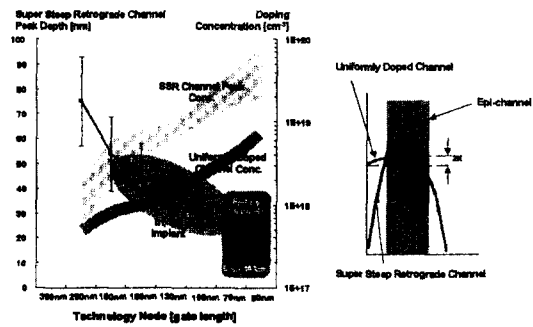 Super Steep Retrograde Channel
Peak Depth [nm]
Doping
Concentration [cm-3]
100
90
80
70
60
50
40
30
20
10
0
1E+20
1E+19
1E+18
1E+17
SSR Channel Peak
Conc.
Uniformly Doped
Channel Conc.
Implant
350nm 250nm 180nm 150nm 130nm 100nm 70nm 50nm
Technology Node [gate length]
Uniformly Doped Channel
Epi-channel
2X
Super Steep Retrograde Channel